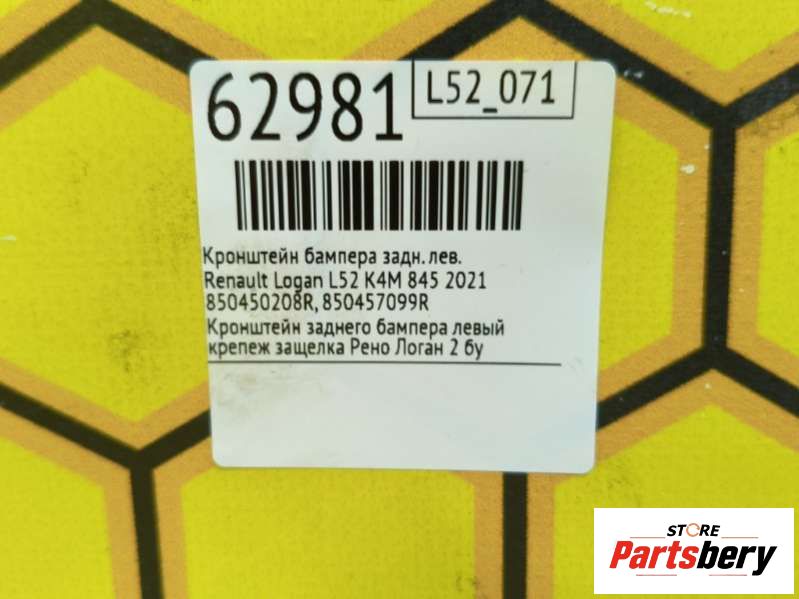 62981
L52_071
Кронштейн бампера задн. лев.
Renault Logan L52 K4M 845 2021
850450208R, 850457099R
Кронштейн заднего бампера левый
крепеж защелка Рено Логан 2 бу
STORE
Partsbery